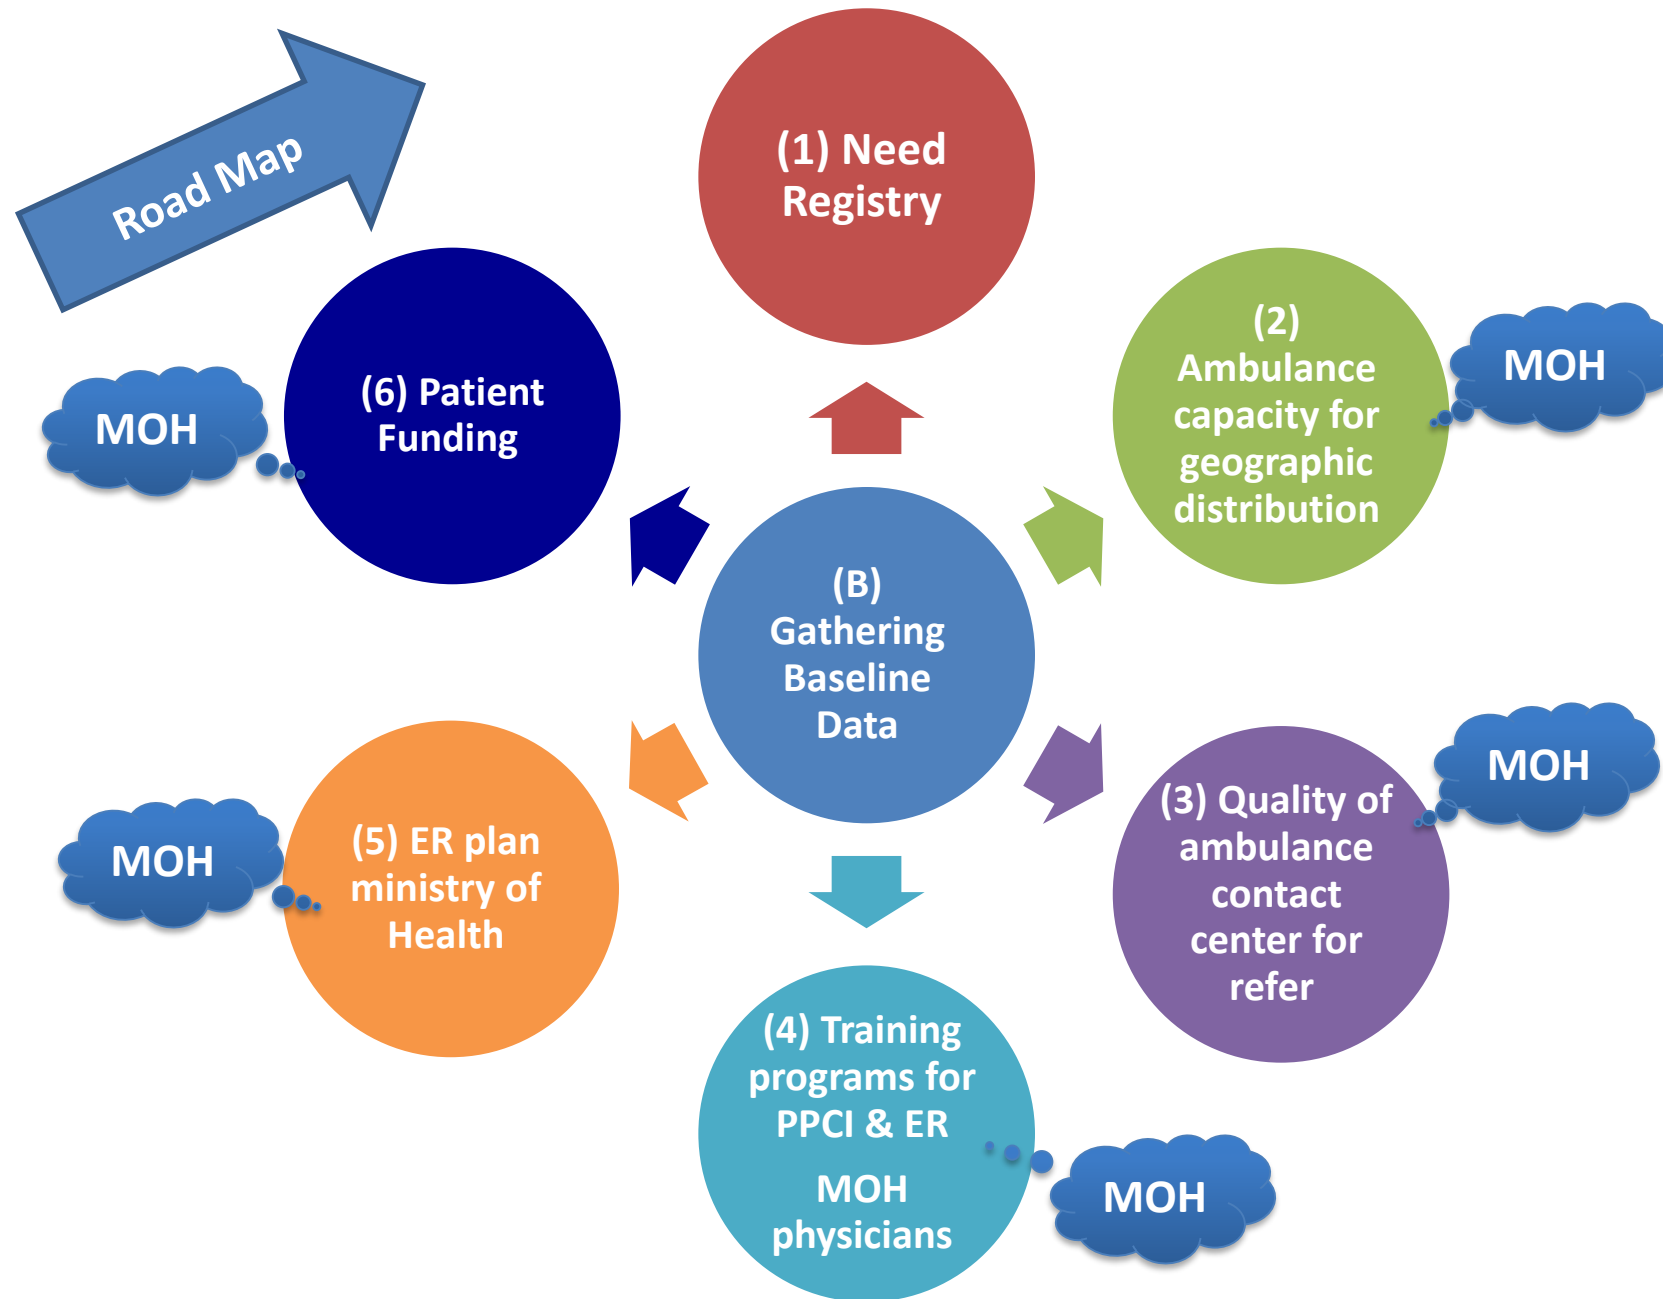 Road Map
(1) Need
Registry
(2)
Ambulance
capacity for
geographic
distribution
MOH
(6) Patient
Funding
MOH
(B)
Gathering
Baseline
Data
(3) Quality of
ambulance
contact
center for
refer
MOH
(5) ER plan
ministry of
Health
MOH
(4) Training
programs for
PPCI & ER
MOH
physicians
MOH